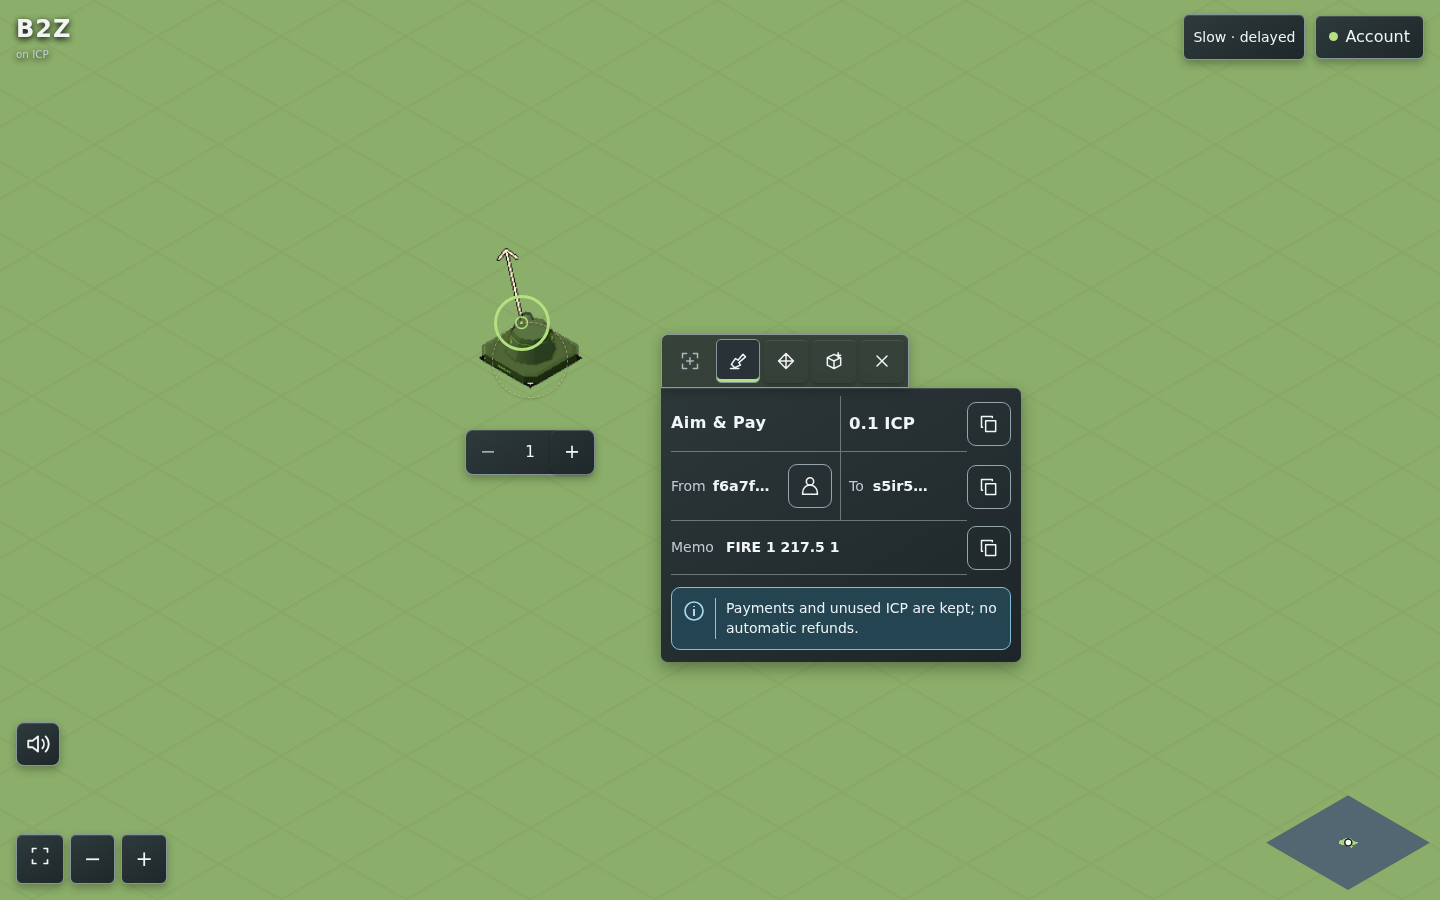 B2Z
on ICP
Slow · delayed
Account
Aim & Pay
0.1 ICP
From f6a7f...
To s5ir5...
Memo FIRE 1 217.5 1
Payments and unused ICP are kept; no
automatic refunds.
− 1 +
− +